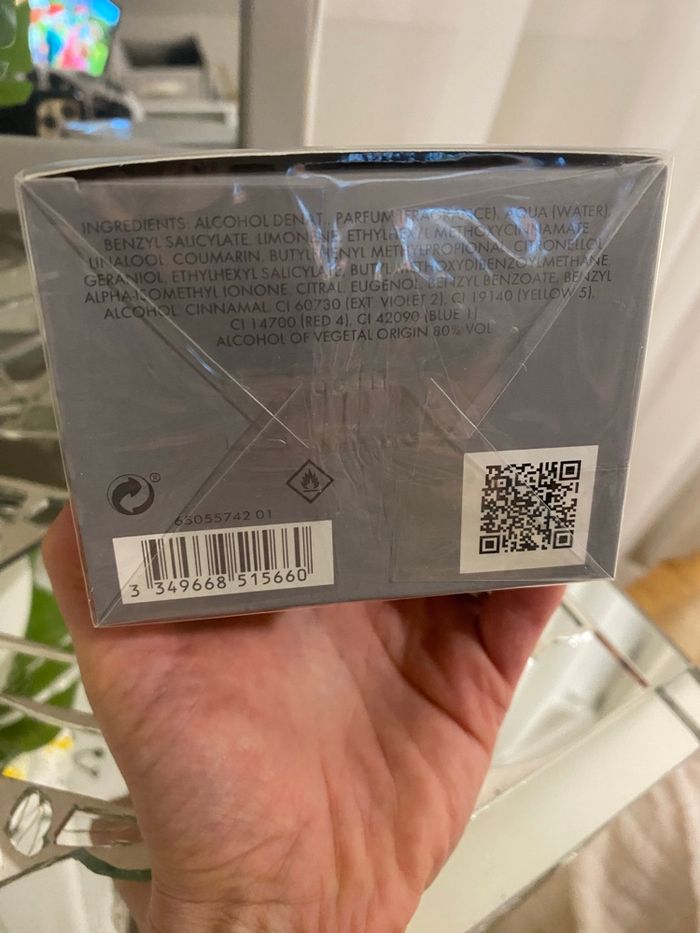 INGREDIENTS: ALCOHOL DENAT., PARFUM (FRAGRANCE), AQUA (WATER),
BENZYL SALICYLATE, LIMONENE, ETHYLHEXYL METHOXYCINNAMATE,
LINALOOL, COUMARIN, BUTYLPHENYL METHYLPROPIONAL, CITRONELLOL,
GERANIOL, ETHYLHEXYL SALICYLATE, BUTYL METHOXYDIBENZOYLMETHANE,
ALPHA-ISOMETHYL IONONE, CITRAL, EUGENOL, BENZYL BENZOATE, BENZYL
ALCOHOL, CINNAMAL, CI 60730 (EXT. VIOLET 2), CI 19140 (YELLOW 5),
CI 14700 (RED 4), CI 42090 (BLUE 1)
ALCOHOL OF VEGETAL ORIGIN 80% VOL
65055742 01
3 349668 515660